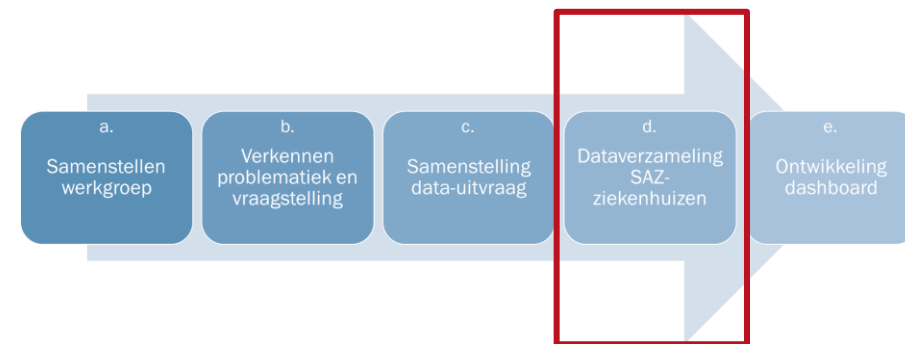 a.
Samenstellen
werkgroep
b.
Verkennen
problematiek en
vraagstelling
c.
Samenstelling
data-uitvraag
d.
Dataverzameling
SAZ-
ziekenhuizen
e.
Ontwikkeling
dashboard